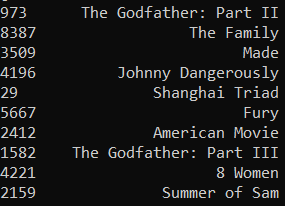 973 The Godfather: Part II
8387 The Family
3509 Made
4196 Johnny Dangerously
29 Shanghai Triad
5667 Fury
2412 American Movie
1582 The Godfather: Part III
4221 8 Women
2159 Summer of Sam